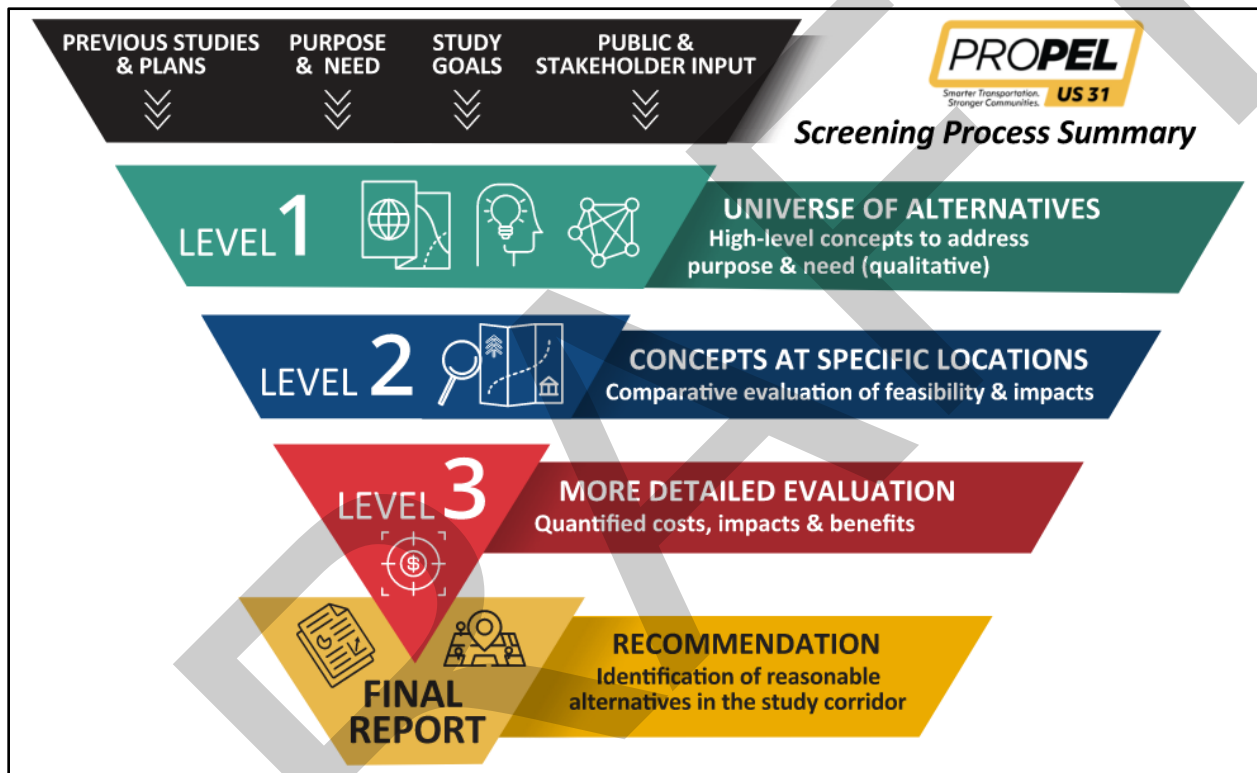 PREVIOUS STUDIES
& PLANS
PURPOSE
& NEED
STUDY
GOALS
PUBLIC &
STAKEHOLDER INPUT
PROPEL
Smarter Transportation.
Stronger Communities.
US 31
Screening Process Summary
LEVEL 1
UNIVERSE OF ALTERNATIVES
High-level concepts to address
purpose & need (qualitative)
LEVEL 2
CONCEPTS AT SPECIFIC LOCATIONS
Comparative evaluation of feasibility & impacts
LEVEL 3
$
MORE DETAILED EVALUATION
Quantified costs, impacts & benefits
FINAL
REPORT
RECOMMENDATION
Identification of reasonable
alternatives in the study corridor
DRAFT